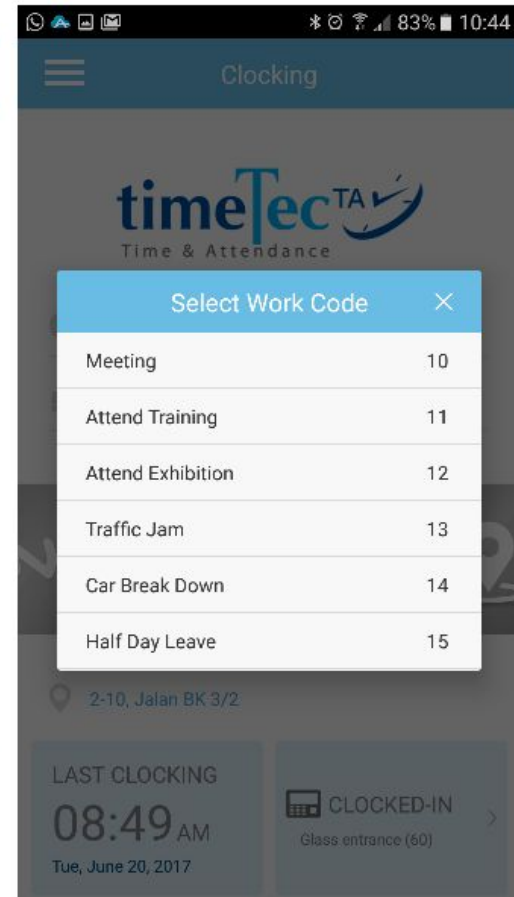 83% 10:44
Clocking
timeTec TA
Time & Attendance
Select Work Code
Meeting 10
Attend Training 11
Attend Exhibition 12
Traffic Jam 13
Car Break Down 14
Half Day Leave 15
2-10, Jalan BK 3/2
LAST CLOCKING
08:49 AM
Tue, June 20, 2017
CLOCKED-IN
Glass entrance (60)